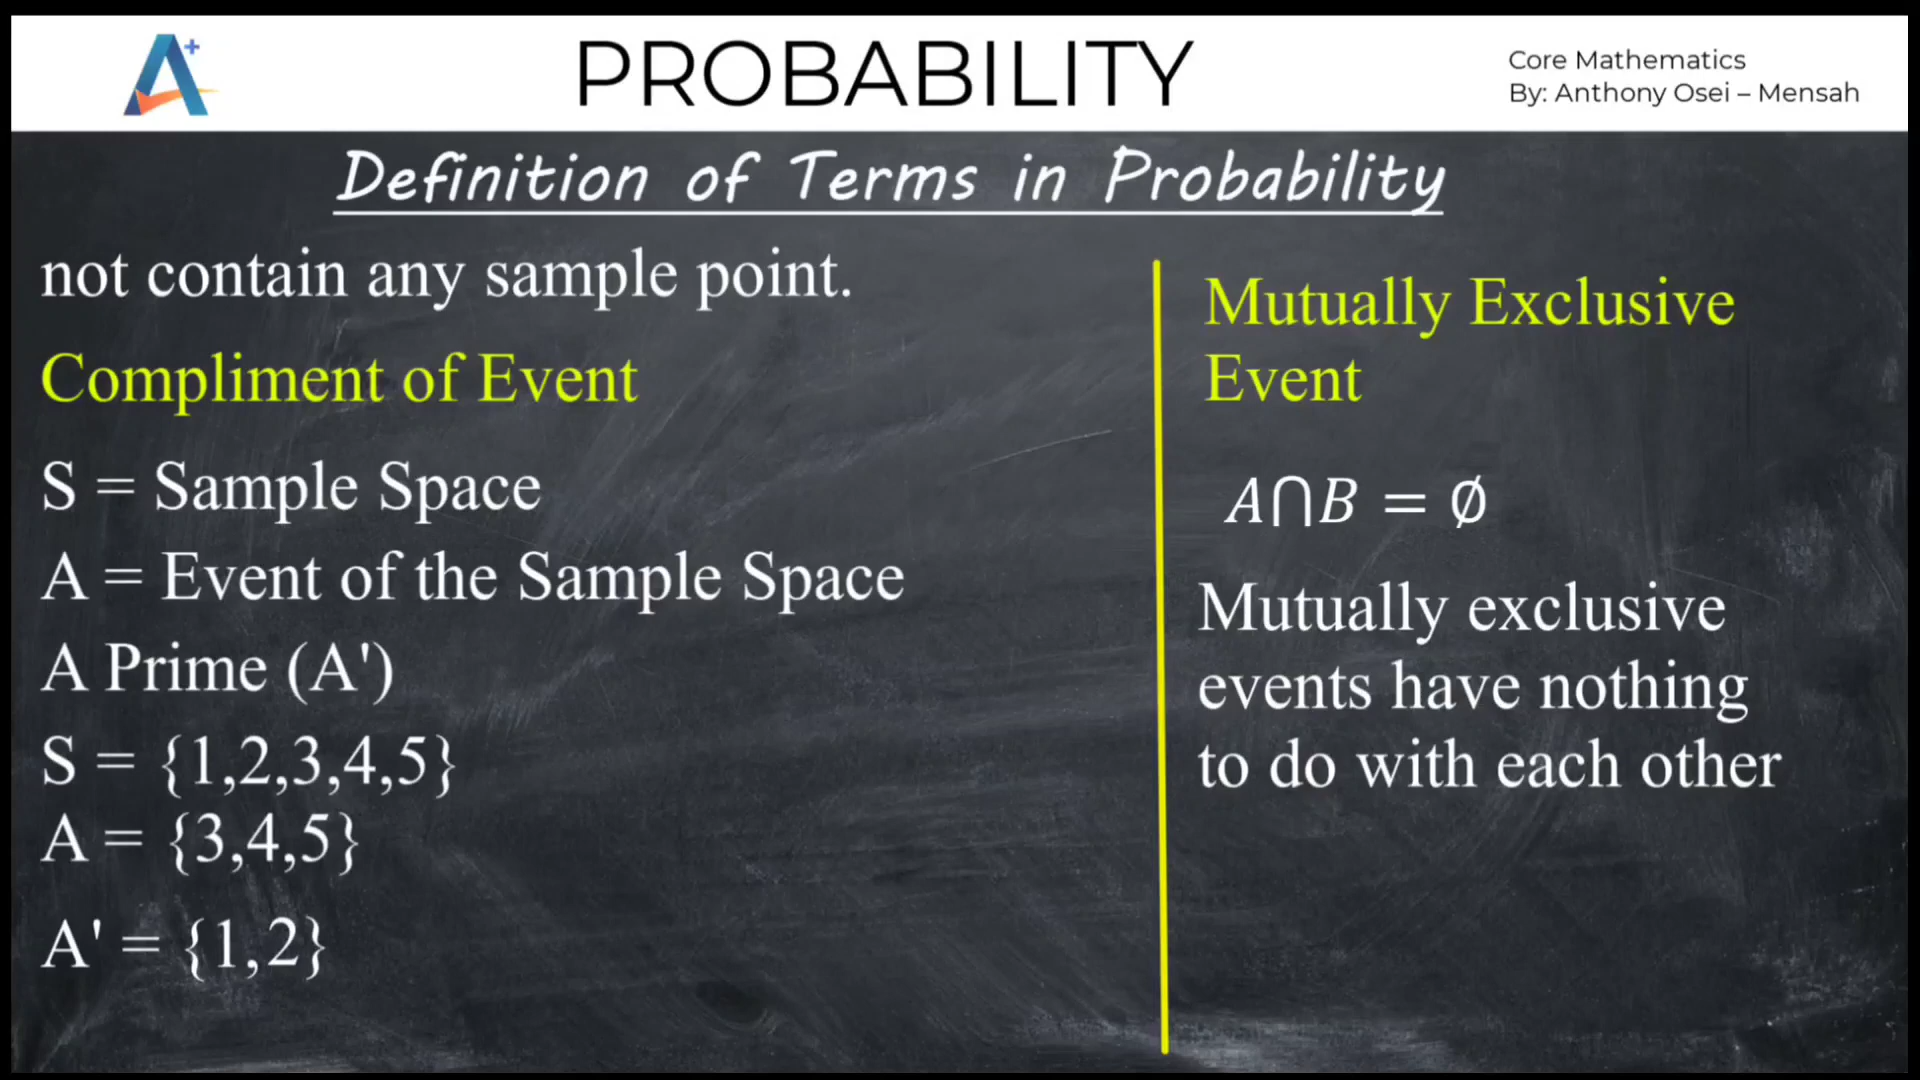 A+
PROBABILITY
Core Mathematics
By: Anthony Osei – Mensah
Definition of Terms in Probability
not contain any sample point.
Compliment of Event
S = Sample Space
A = Event of the Sample Space
A Prime (A')
S = {1,2,3,4,5}
A = {3,4,5}
A' = {1,2}
Mutually Exclusive
Event
A∩B = ∅
Mutually exclusive
events have nothing
to do with each other